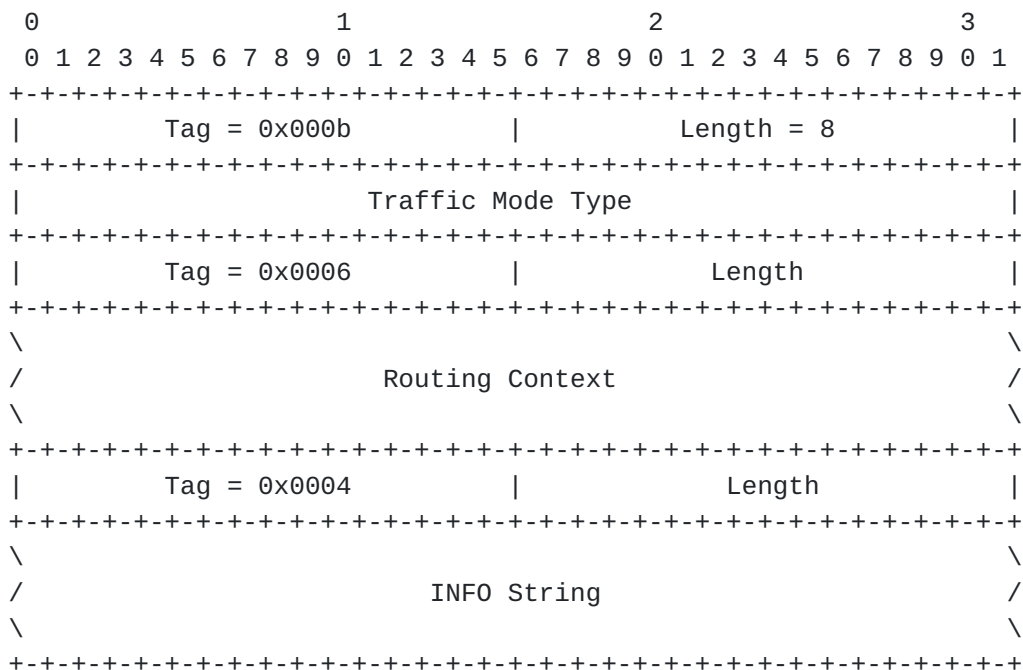 0                   1                   2                   3
 0 1 2 3 4 5 6 7 8 9 0 1 2 3 4 5 6 7 8 9 0 1 2 3 4 5 6 7 8 9 0 1
+-+-+-+-+-+-+-+-+-+-+-+-+-+-+-+-+-+-+-+-+-+-+-+-+-+-+-+-+-+-+-+-+
|         Tag = 0x000b          |          Length = 8           |
+-+-+-+-+-+-+-+-+-+-+-+-+-+-+-+-+-+-+-+-+-+-+-+-+-+-+-+-+-+-+-+-+
|                      Traffic Mode Type                        |
+-+-+-+-+-+-+-+-+-+-+-+-+-+-+-+-+-+-+-+-+-+-+-+-+-+-+-+-+-+-+-+-+
|         Tag = 0x0006          |            Length             |
+-+-+-+-+-+-+-+-+-+-+-+-+-+-+-+-+-+-+-+-+-+-+-+-+-+-+-+-+-+-+-+-+
\                                                               \
/                       Routing Context                         /
\                                                               \
+-+-+-+-+-+-+-+-+-+-+-+-+-+-+-+-+-+-+-+-+-+-+-+-+-+-+-+-+-+-+-+-+
|         Tag = 0x0004          |             Length            |
+-+-+-+-+-+-+-+-+-+-+-+-+-+-+-+-+-+-+-+-+-+-+-+-+-+-+-+-+-+-+-+-+
\                                                               \
/                          INFO String                          /
\                                                               \
+-+-+-+-+-+-+-+-+-+-+-+-+-+-+-+-+-+-+-+-+-+-+-+-+-+-+-+-+-+-+-+-+